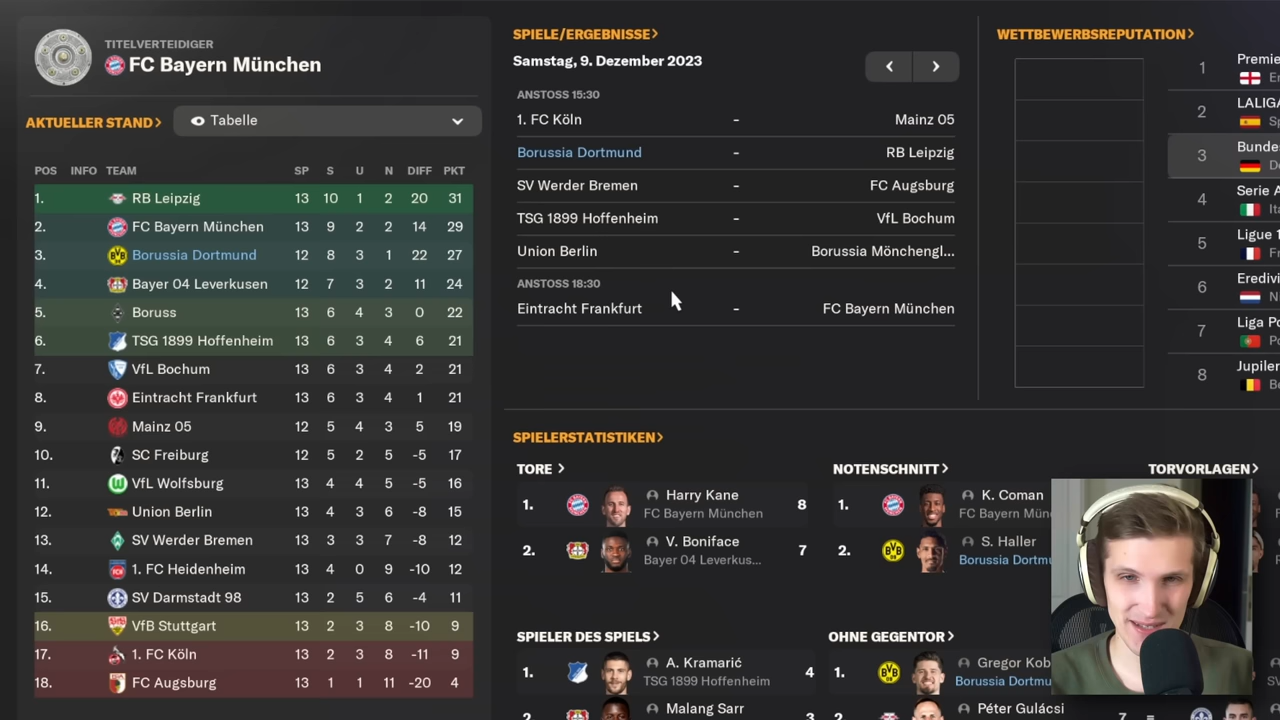 TITELVERTEIDIGER
FC Bayern München
AKTUELLER STAND>
Tabelle
POS INFO TEAM SP S U N DIFF PKT
1. RB Leipzig 13 10 1 2 20 31
2. FC Bayern München 13 9 2 2 14 29
3. Borussia Dortmund 12 8 3 1 22 27
4. Bayer 04 Leverkusen 12 7 3 2 11 24
5. Boruss 13 6 4 3 0 22
6. TSG 1899 Hoffenheim 13 6 3 4 6 21
7. VfL Bochum 13 6 3 4 2 21
8. Eintracht Frankfurt 13 6 3 4 1 21
9. Mainz 05 12 5 4 3 5 19
10. SC Freiburg 12 5 2 5 -5 17
11. VfL Wolfsburg 13 4 4 5 -5 16
12. Union Berlin 13 4 3 6 -8 15
13. SV Werder Bremen 13 3 3 7 -8 12
14. 1. FC Heidenheim 13 4 0 9 -10 12
15. SV Darmstadt 98 13 2 5 6 -4 11
16. VfB Stuttgart 13 2 3 8 -10 9
17. 1. FC Köln 13 2 3 8 -11 9
18. FC Augsburg 13 1 1 11 -20 4
SPIELE/ERGEBNISSE>
Samstag, 9. Dezember 2023
ANSTOSS 15:30
1. FC Köln - Mainz 05
Borussia Dortmund - RB Leipzig
SV Werder Bremen - FC Augsburg
TSG 1899 Hoffenheim - VfL Bochum
Union Berlin - Borussia Mönchengl...
ANSTOSS 18:30
Eintracht Frankfurt - FC Bayern München
WETTBEWERBSREPUTATION>
1 Premie
2 LALIGA
3 Bunde
4 Serie A
5 Ligue 1
6 Eredivi
7 Liga Po
8 Jupiler
SPIELERSTATISTIKEN>
TORE >
1. Harry Kane 8
FC Bayern München
2. V. Boniface 7
Bayer 04 Leverkus...
NOTENSCHNITT>
1. K. Coman
FC Bayern Mün
2. S. Haller
Borussia Dortmu
TORVORLAGEN>
SPIELER DES SPIELS>
1. A. Kramarić 4
TSG 1899 Hoffenheim
2. Malang Sarr 4
OHNE GEGENTOR>
1. Gregor Kob
Borussia Dortmu
2. Péter Gulácsi